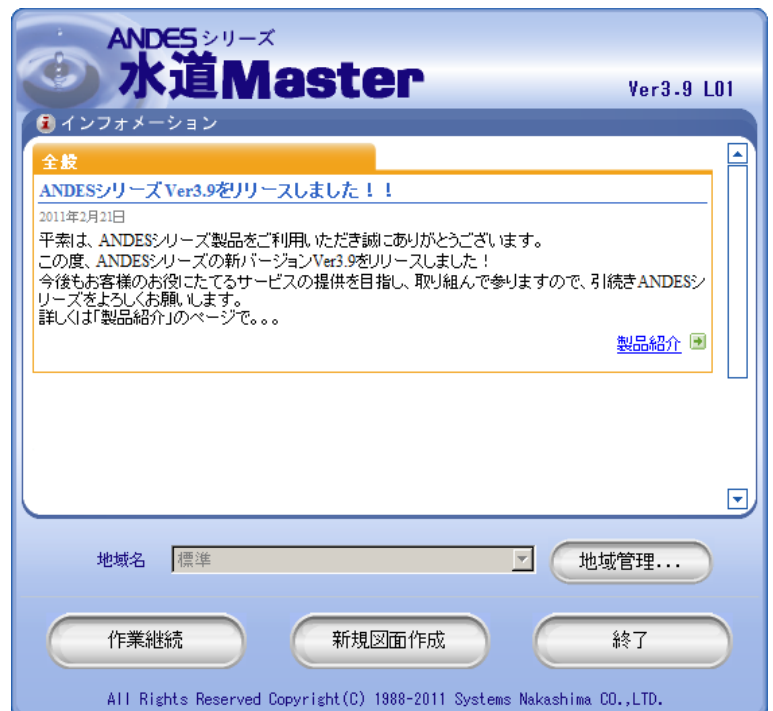 ANDESシリーズ
水道Master
Ver3.9 L01
インフォメーション
全般
ANDESシリーズ Ver3.9をリリースしました！！
2011年2月21日
平素は、ANDESシリーズ製品をご利用いただき誠にありがとうございます。
この度、ANDESシリーズの新バージョンVer3.9をリリースしました！
今後もお客様のお役にたてるサービスの提供を目指し、取り組んで参りますので、引続きANDESシ
リーズをよろしくお願いします。
詳しくは「製品紹介」のページで。。。
製品紹介
地域名 標準 地域管理...
作業継続 新規図面作成 終了
All Rights Reserved Copyright(C) 1988-2011 Systems Nakashima CO.,LTD.